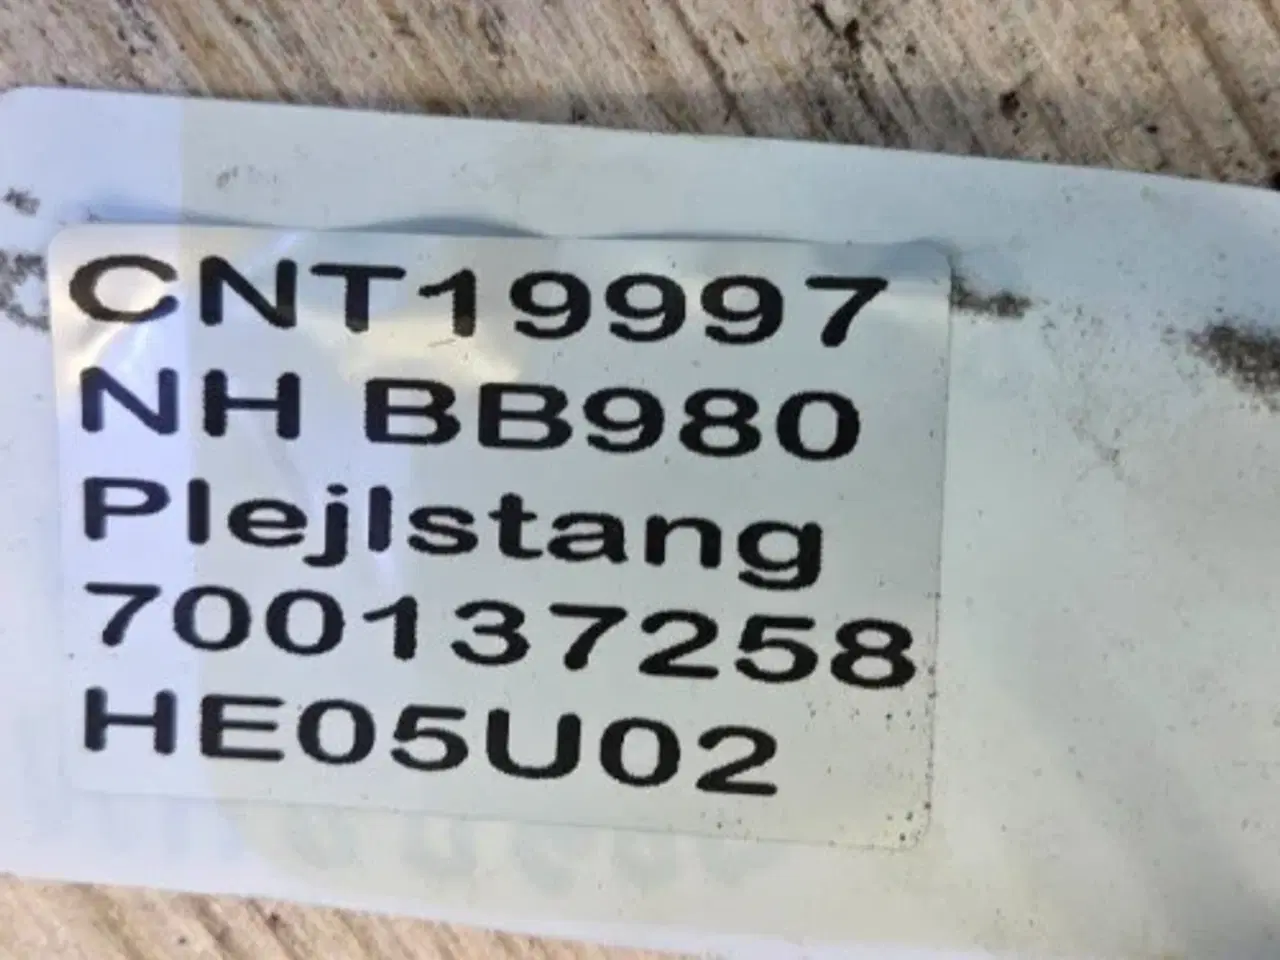 CNT19997
NH BB980
Plejlstang
700137258
HE05U02